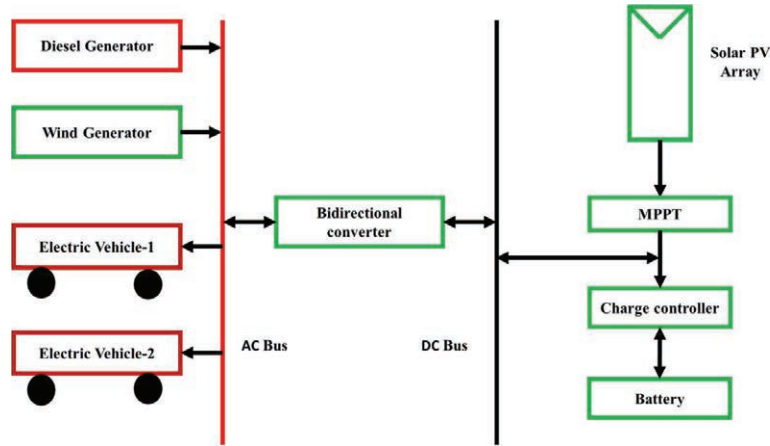 Diesel Generator
Wind Generator
Electric Vehicle-1
Electric Vehicle-2
AC Bus
Bidirectional
converter
DC Bus
Solar PV
Array
MPPT
Charge controller
Battery